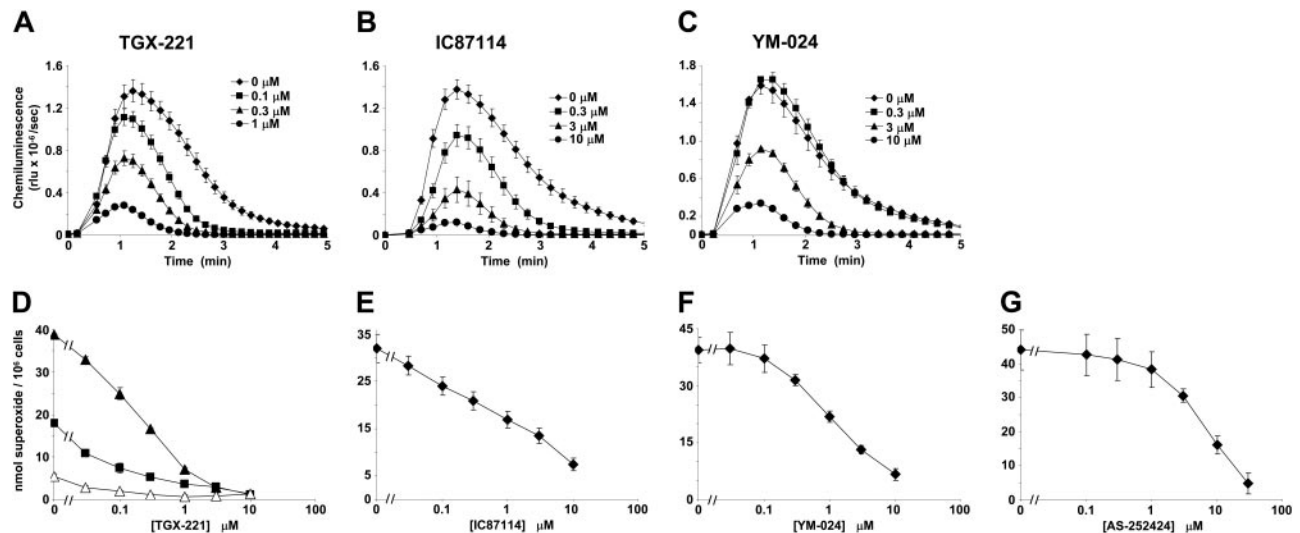 A
TGX-221
Chemiluminescence
(rlu x 10⁻⁶/sec)
1.6
1.2
0.8
0.4
0
0 1 2 3 4 5
Time (min)
0 µM
0.1 µM
0.3 µM
1 µM
B
IC87114
1.6
1.2
0.8
0.4
0
0 1 2 3 4 5
Time (min)
0 µM
0.3 µM
3 µM
10 µM
C
YM-024
1.8
1.6
1.2
0.8
0.4
0.2
0
0 1 2 3 4 5
Time (min)
0 µM
0.3 µM
3 µM
10 µM
D
nmol superoxide / 10⁶ cells
40
30
20
10
0
0.1 1 10 100
[TGX-221] µM
E
35
25
15
5
0
0.1 1 10 100
[IC87114] µM
F
45
30
15
0
0.1 1 10 100
[YM-024] µM
G
50
40
30
20
10
0
0.1 1 10 100
[AS-252424] µM